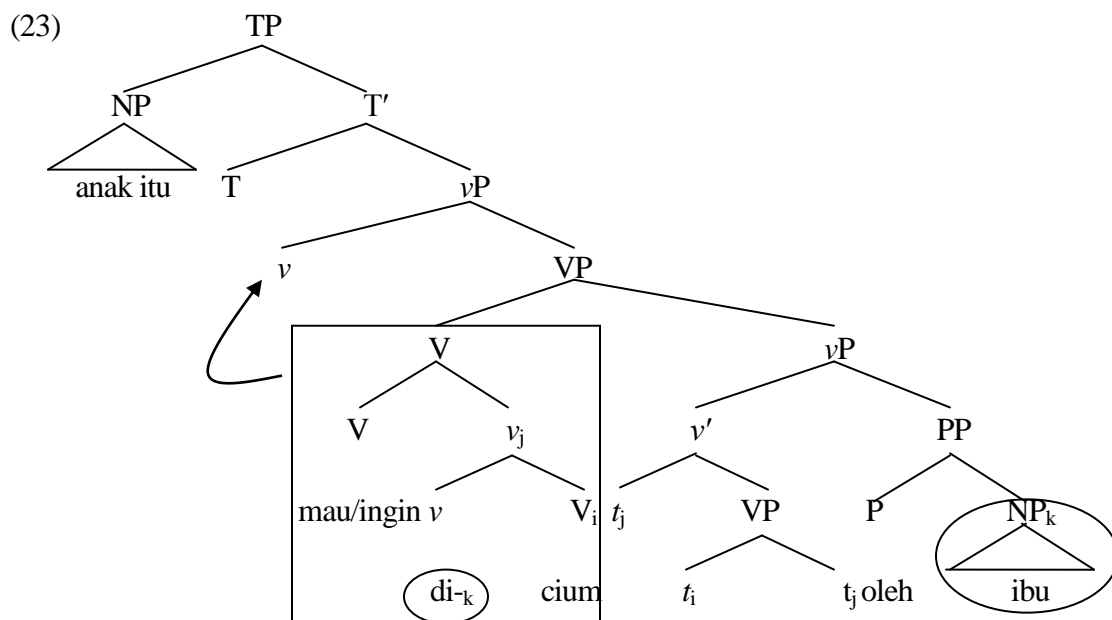 (23) TP
NP T′
anak itu T vP
v VP
V vP
V vj v′ PP
mau/ingin v Vi tj VP P NPk
di-k cium ti tj oleh ibu